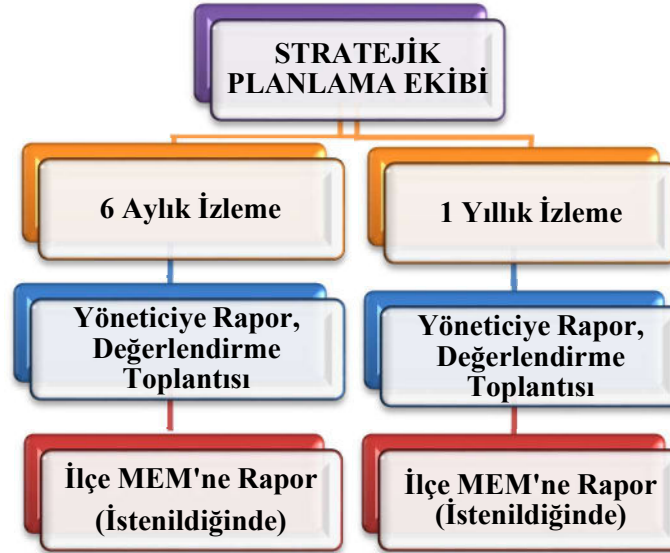 STRATEJİK
PLANLAMA EKİBİ
6 Aylık İzleme
1 Yıllık İzleme
Yöneticiye Rapor,
Değerlendirme
Toplantısı
Yöneticiye Rapor,
Değerlendirme
Toplantısı
İlçe MEM'ne Rapor
(İstenildiğinde)
İlçe MEM'ne Rapor
(İstenildiğinde)